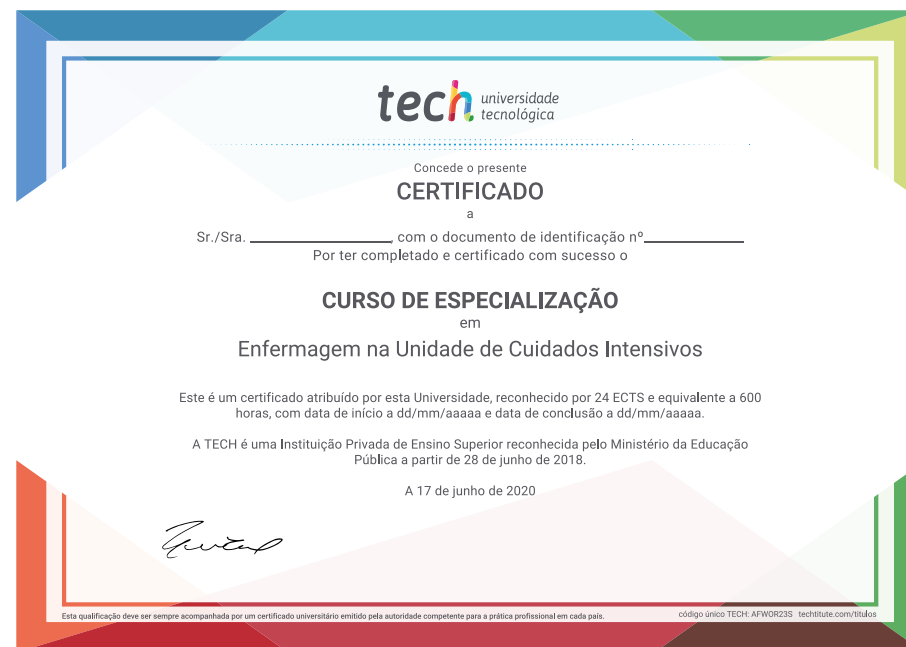 tech universidade
tecnológica
Concede o presente
CERTIFICADO
a
Sr./Sra. ____________________, com o documento de identificação nº______________
Por ter completado e certificado com sucesso o
CURSO DE ESPECIALIZAÇÃO
em
Enfermagem na Unidade de Cuidados Intensivos
Este é um certificado atribuído por esta Universidade, reconhecido por 24 ECTS e equivalente a 600
horas, com data de início a dd/mm/aaaaa e data de conclusão a dd/mm/aaaaa.
A TECH é uma Instituição Privada de Ensino Superior reconhecida pelo Ministério da Educação
Pública a partir de 28 de junho de 2018.
A 17 de junho de 2020
Esta qualificação deve ser sempre acompanhada por um certificado universitário emitido pela autoridade competente para a prática profissional em cada país.
código único TECH: AFWOR23S techtitute.com/titulos